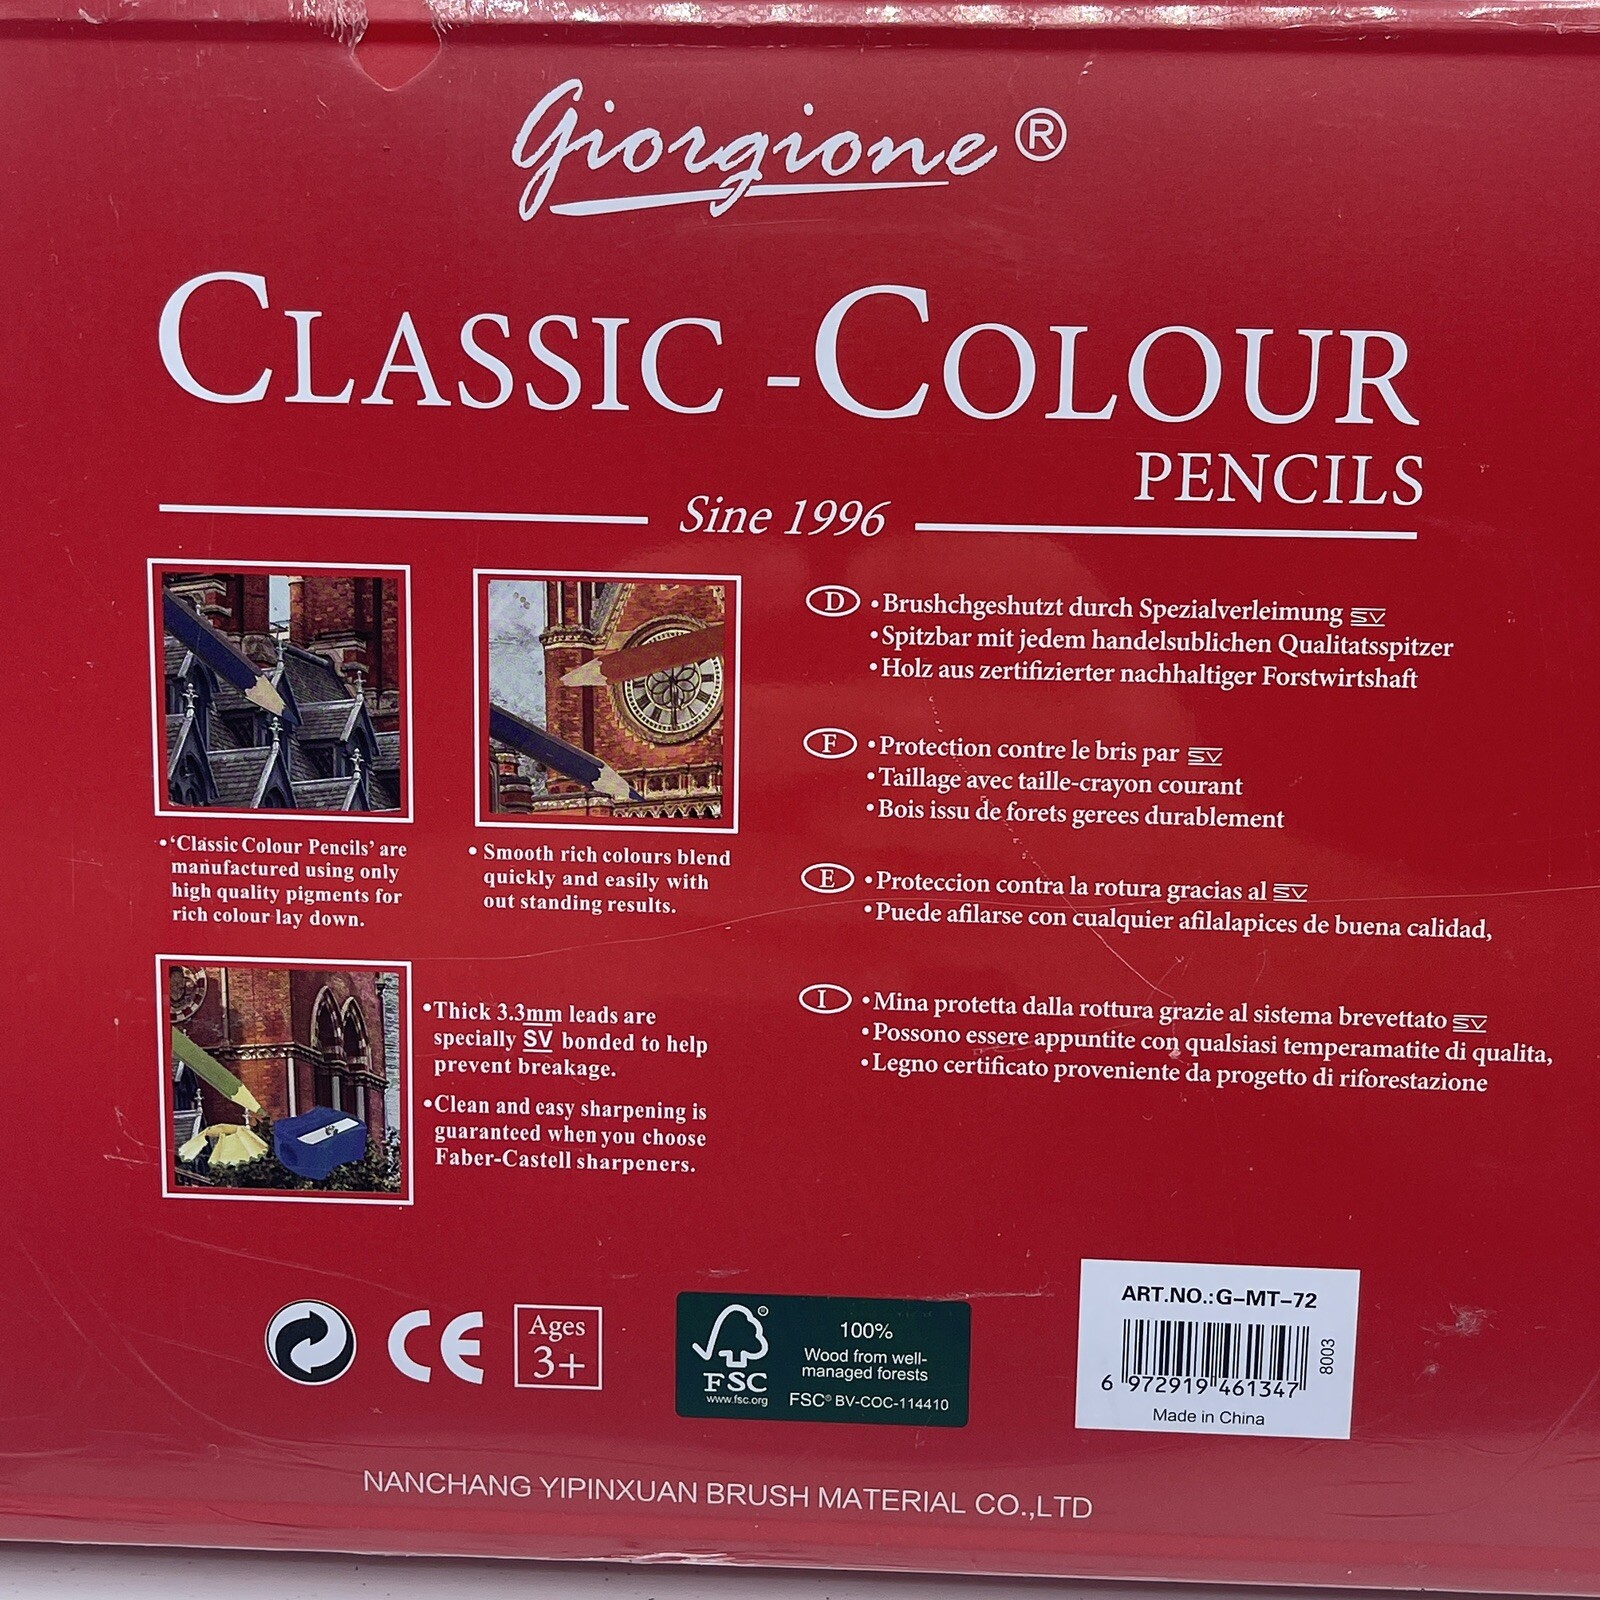 Giorgione ®
CLASSIC -COLOUR
PENCILS
Sine 1996
•'Classic Colour Pencils' are
manufactured using only
high quality pigments for
rich colour lay down.
• Smooth rich colours blend
quickly and easily with
out standing results.
•Thick 3.3mm leads are
specially SV bonded to help
prevent breakage.
•Clean and easy sharpening is
guaranteed when you choose
Faber-Castell sharpeners.
D •Brushchgeshutzt durch Spezialverleimung SV
•Spitzbar mit jedem handelsublichen Qualitatsspitzer
•Holz aus zertifizierter nachhaltiger Forstwirtshaft
F •Protection contre le bris par SV
•Taillage avec taille-crayon courant
•Bois issu de forets gerees durablement
E •Proteccion contra la rotura gracias al SV
•Puede afilarse con cualquier afilalapices de buena calidad,
I •Mina protetta dalla rottura grazie al sistema brevettato SV
•Possono essere appuntite con qualsiasi temperamatite di qualita,
•Legno certificato proveniente da progetto di riforestazione
CE
Ages
3+
FSC ®
www.fsc.org
100%
Wood from well-
managed forests
FSC® BV-COC-114410
ART.NO.:G-MT-72
8003
6 972919 461347
Made in China
NANCHANG YIPINXUAN BRUSH MATERIAL CO.,LTD